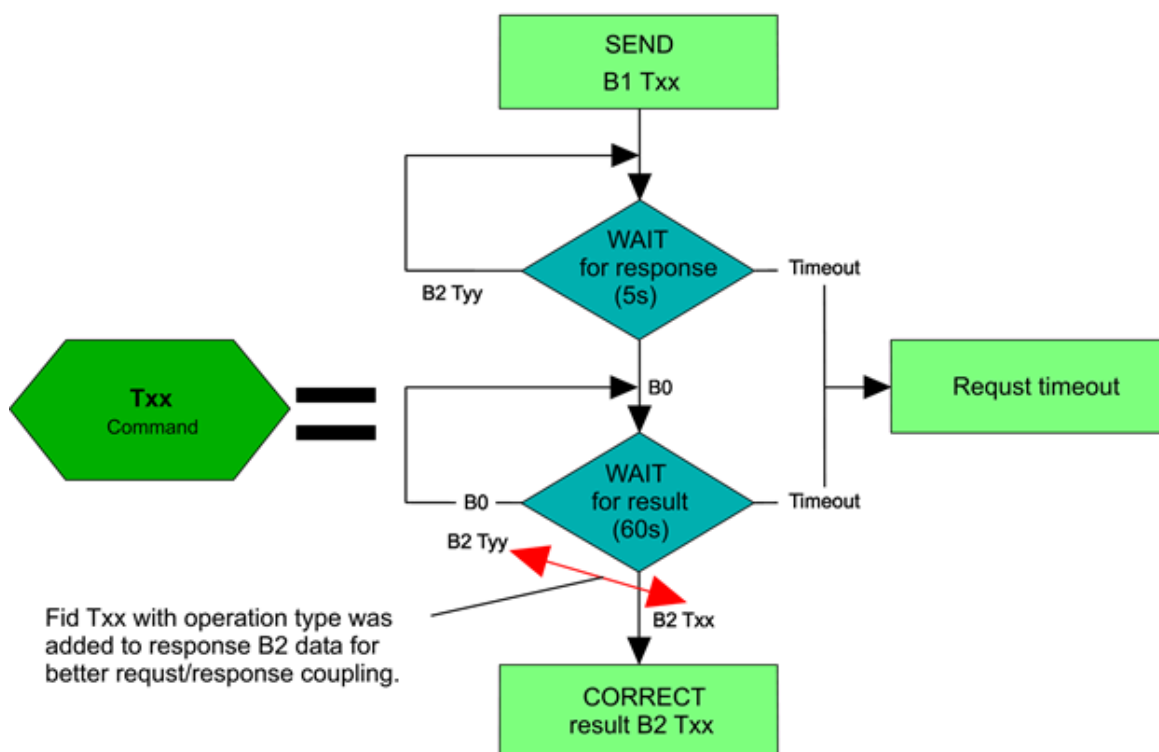 SEND
B1 Txx
WAIT
for response
(5s)
Timeout
B2 Tyy
Txx
Command
B0
Requst timeout
WAIT
for result
(60s)
B0
Timeout
B2 Tyy
B2 Txx
Fid Txx with operation type was
added to response B2 data for
better requst/response coupling.
CORRECT
result B2 Txx